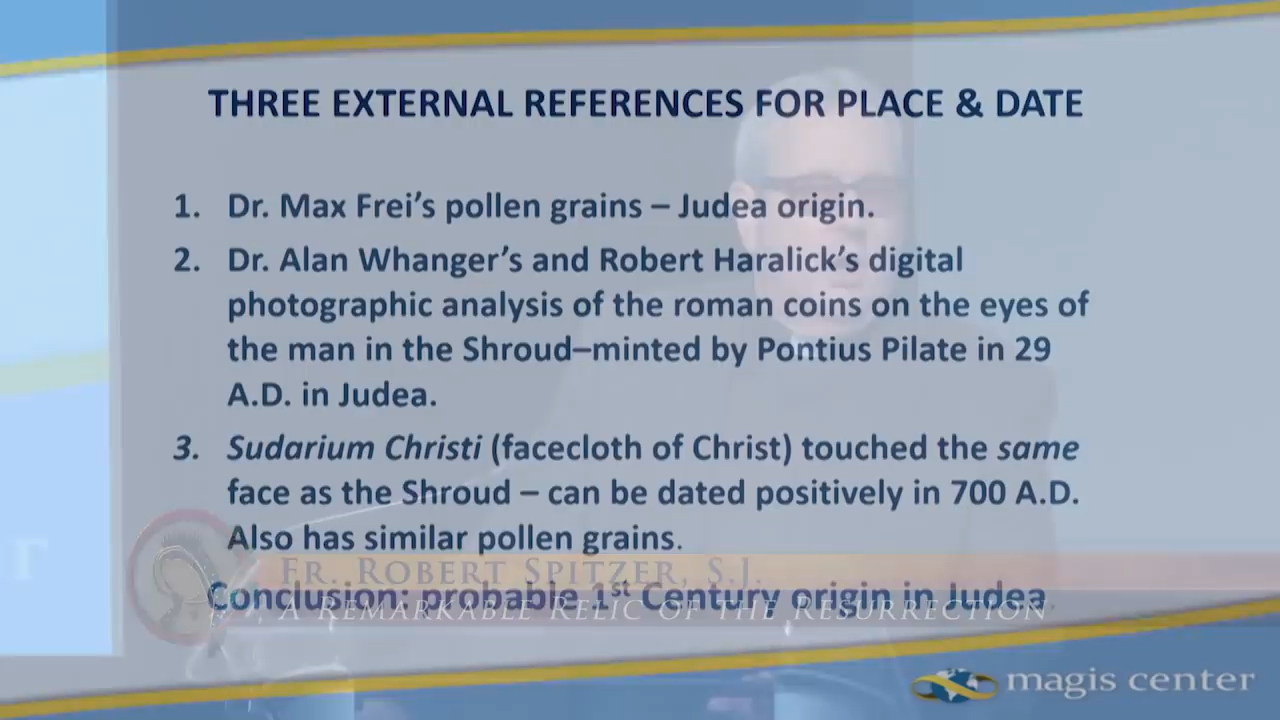 THREE EXTERNAL REFERENCES FOR PLACE & DATE
1. Dr. Max Frei's pollen grains – Judea origin.
2. Dr. Alan Whanger's and Robert Haralick's digital
photographic analysis of the roman coins on the eyes of
the man in the Shroud–minted by Pontius Pilate in 29
A.D. in Judea.
3. Sudarium Christi (facecloth of Christ) touched the same
face as the Shroud – can be dated positively in 700 A.D.
Also has similar pollen grains.
FR. ROBERT SPITZER, S.J.
Conclusion: probable 1st Century origin in Judea
A REMARKABLE RELIC OF THE RESURRECTION
magis center